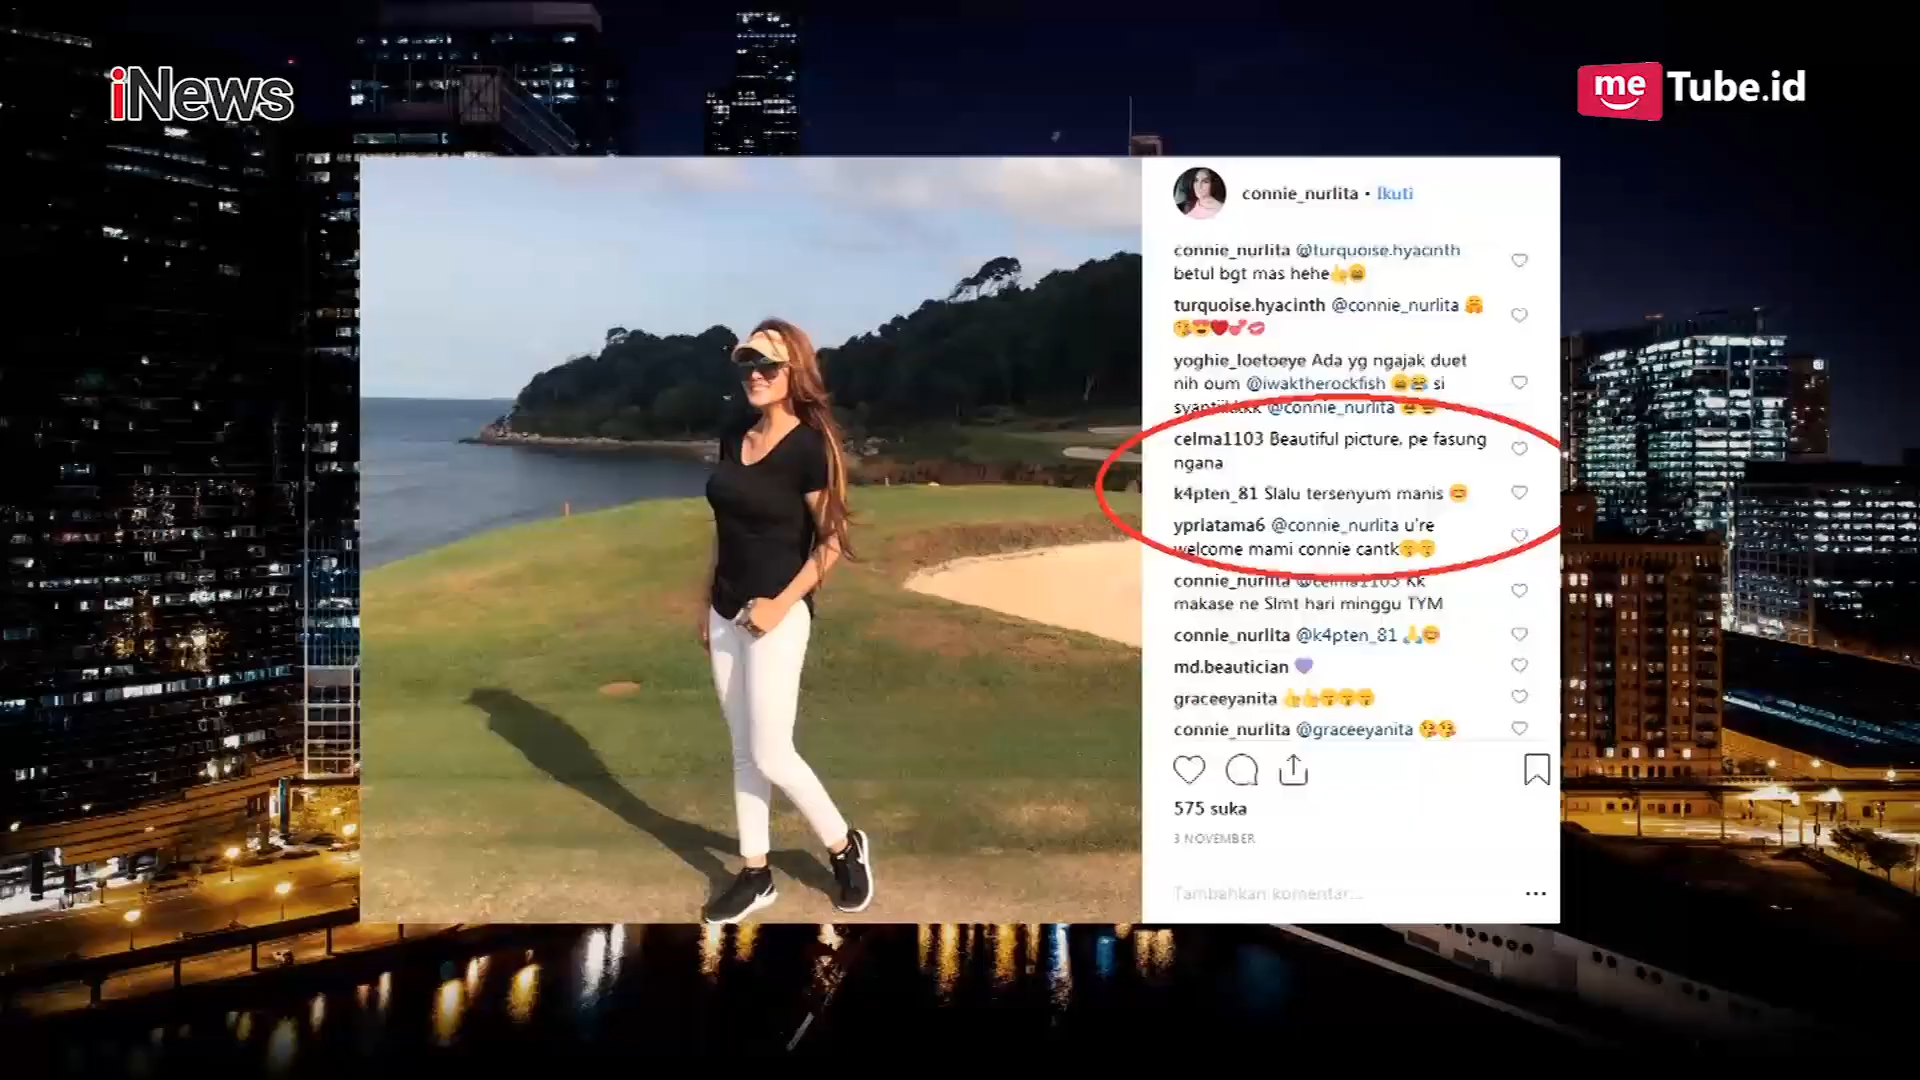 iNews
me Tube.id
connie_nurlita • Ikuti
connie_nurlita @turquoise.hyacinth
betul bgt mas hehe👍😁
turquoise.hyacinth @connie_nurlita 🤗
😘😍❤💕💋
yoghie_loetoeye Ada yg ngajak duet
nih oum @iwaktherockfish 😄😂 si
syantiikkkk @connie_nurlita
celma1103 Beautiful picture, pe fasung
ngana
k4pten_81 Slalu tersenyum manis 😊
ypriatama6 @connie_nurlita u're
welcome mami connie cantk😙😙
connie_nurlita @celma1103 Kk
makase ne Slmt hari minggu TYM
connie_nurlita @k4pten_81 🙏😊
md.beautician 💜
graceeyanita 👍👍😙😙😙
connie_nurlita @graceeyanita 😘😘
575 suka
3 NOVEMBER
Tambahkan komentar...